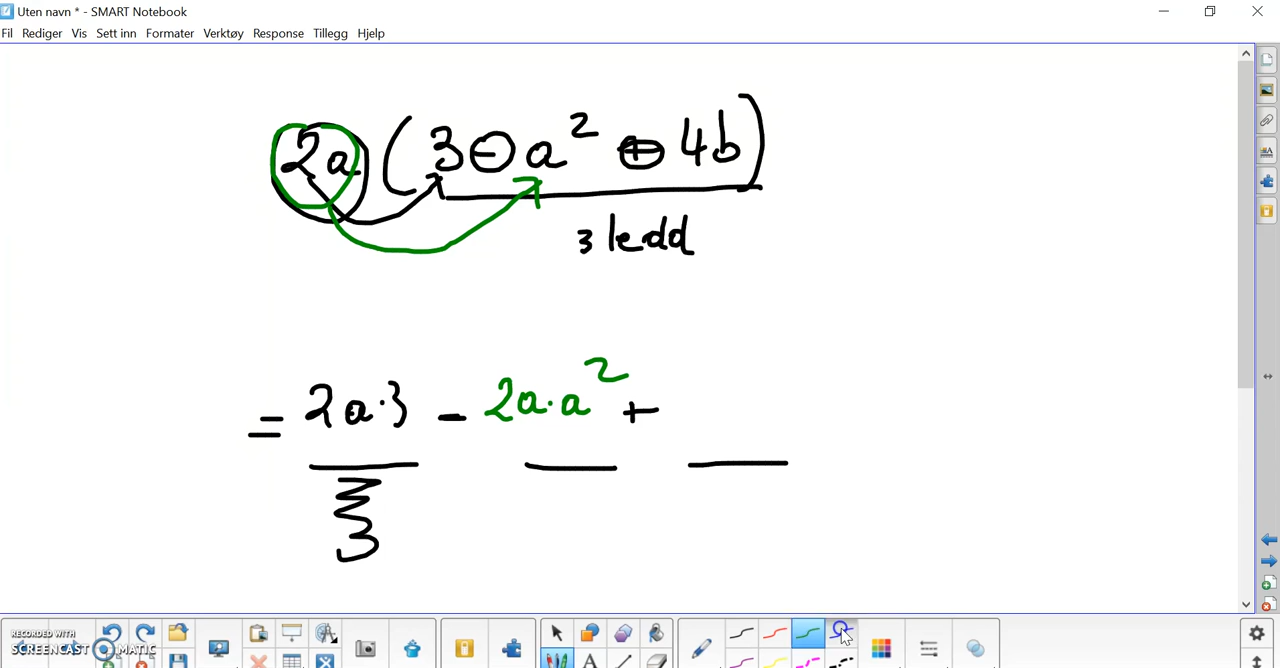 Uten navn * - SMART Notebook
Fil Rediger Vis Sett inn Formater Verktøy Response Tillegg Hjelp
2a (3 ⊖ a² ⊕ 4b)
3 ledd
= 2a·3 - 2a·a² +
3
RECORDED WITH
SCREENCAST MATIC